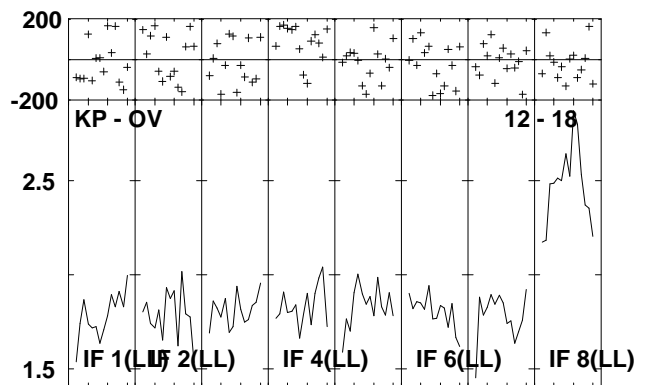 200
-200
KP - OV 12 - 18
2.5
1.5
IF 1(LL) IF 2(LL) IF 4(LL) IF 6(LL) IF 8(LL)